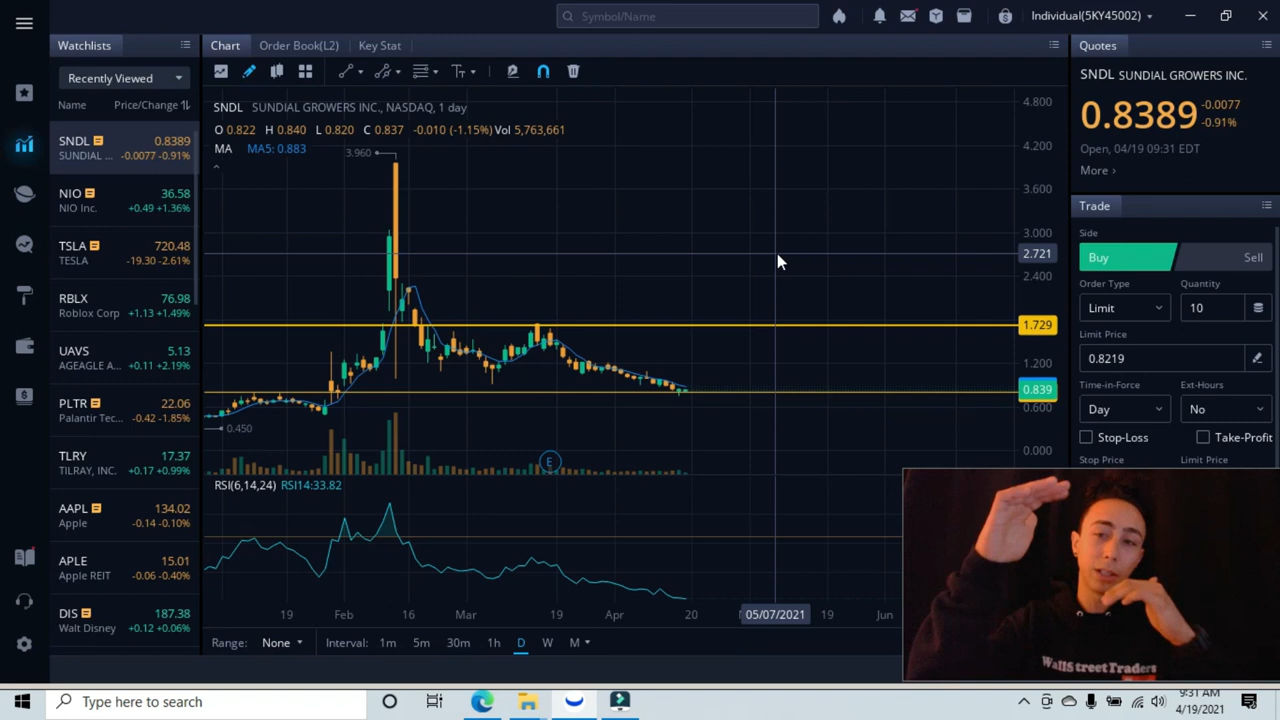 Symbol/Name
Individual(5KY45002)
Watchlists
Chart
Order Book(L2)
Key Stat
Quotes
Recently Viewed
Name Price/Change
SNDL 0.8389
SUNDIAL ... -0.0077 -0.91%
NIO 36.58
NIO Inc. +0.49 +1.36%
TSLA 720.48
TESLA -19.30 -2.61%
RBLX 76.98
Roblox Corp +1.13 +1.49%
UAVS 5.13
AGEAGLE A... +0.11 +2.19%
PLTR 22.06
Palantir Tec... -0.42 -1.85%
TLRY 17.37
TILRAY, INC. +0.17 +0.99%
AAPL 134.02
Apple -0.14 -0.10%
APLE 15.01
Apple REIT -0.06 -0.40%
DIS 187.38
Walt Disney +0.12 +0.06%
SNDL SUNDIAL GROWERS INC., NASDAQ, 1 day
O 0.822 H 0.840 L 0.820 C 0.837 -0.010 (-1.15%) Vol 5,763,661
MA MA5: 0.883
3.960
0.450
E
4.800
4.200
3.600
3.000
2.721
2.400
1.729
1.200
0.839
0.600
0.000
RSI(6,14,24) RSI14:33.82
19 Feb 16 Mar 19 Apr 20 05/07/2021 19 Jun
Range: None Interval: 1m 5m 30m 1h D W M
SNDL SUNDIAL GROWERS INC.
0.8389 -0.0077
-0.91%
Open, 04/19 09:31 EDT
More
Trade
Side
Buy Sell
Order Type Quantity
Limit 10
Limit Price
0.8219
Time-in-Force Ext-Hours
Day No
Stop-Loss Take-Profit
Stop Price Limit Price
WallStreet Traders
Type here to search
9:31 AM
4/19/2021